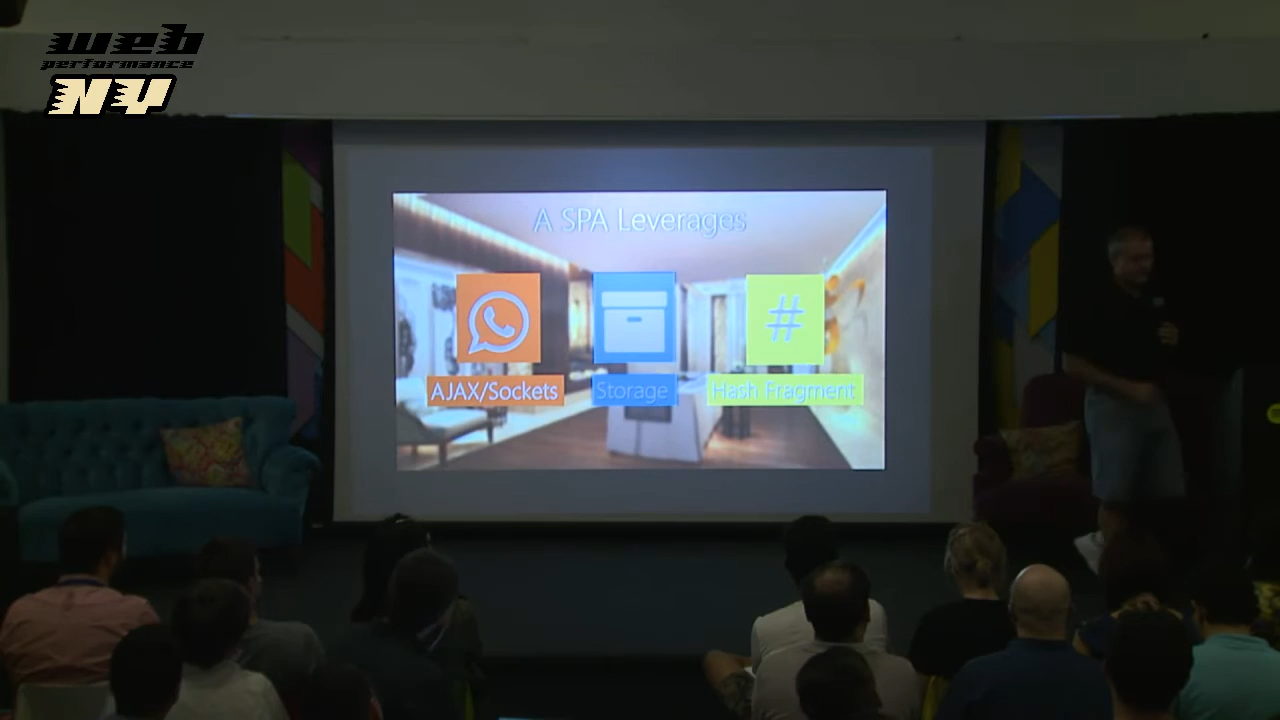 web
performance
NY
A SPA Leverages
#
AJAX/Sockets
Storage
Hash Fragment